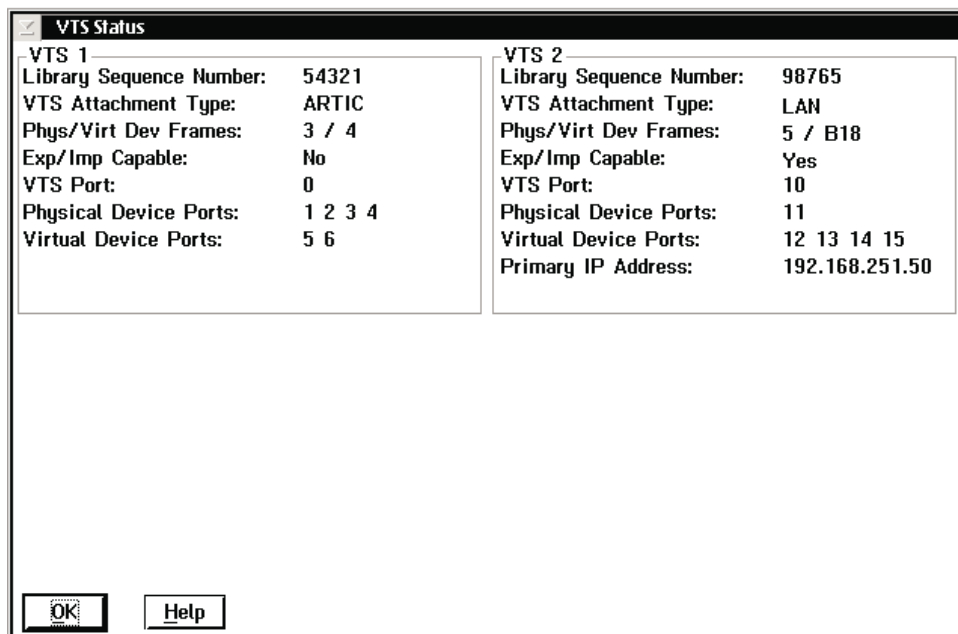 VTS Status
VTS 1
Library Sequence Number: 54321
VTS Attachment Type: ARTIC
Phys/Virt Dev Frames: 3 / 4
Exp/Imp Capable: No
VTS Port: 0
Physical Device Ports: 1 2 3 4
Virtual Device Ports: 5 6
VTS 2
Library Sequence Number: 98765
VTS Attachment Type: LAN
Phys/Virt Dev Frames: 5 / B18
Exp/Imp Capable: Yes
VTS Port: 10
Physical Device Ports: 11
Virtual Device Ports: 12 13 14 15
Primary IP Address: 192.168.251.50
OK
Help